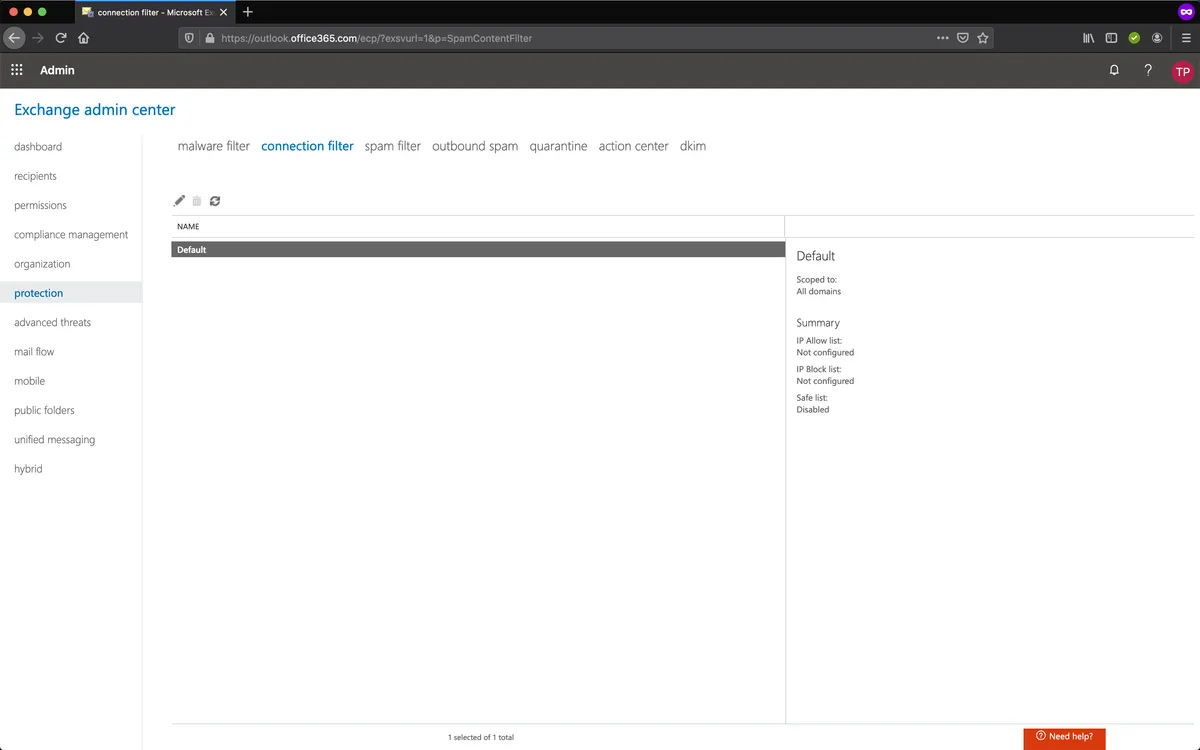 connection filter - Microsoft Ex
https://outlook.office365.com/ecp/?exsvurl=1&p=SpamContentFilter
Admin
?
TP
Exchange admin center
dashboard
recipients
permissions
compliance management
organization
protection
advanced threats
mail flow
mobile
public folders
unified messaging
hybrid
malware filter connection filter spam filter outbound spam quarantine action center dkim
NAME
Default
Default
Scoped to:
All domains
Summary
IP Allow list:
Not configured
IP Block list:
Not configured
Safe list:
Disabled
1 selected of 1 total
Need help?